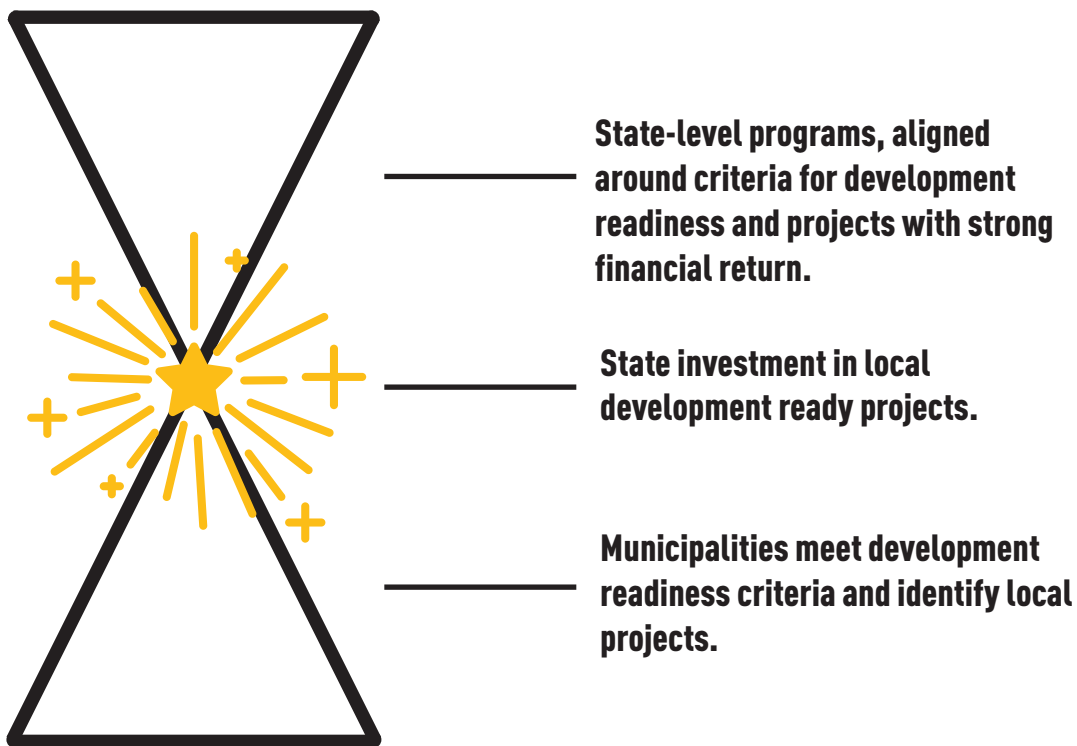 State-level programs, aligned
around criteria for development
readiness and projects with strong
financial return.
State investment in local
development ready projects.
Municipalities meet development
readiness criteria and identify local
projects.